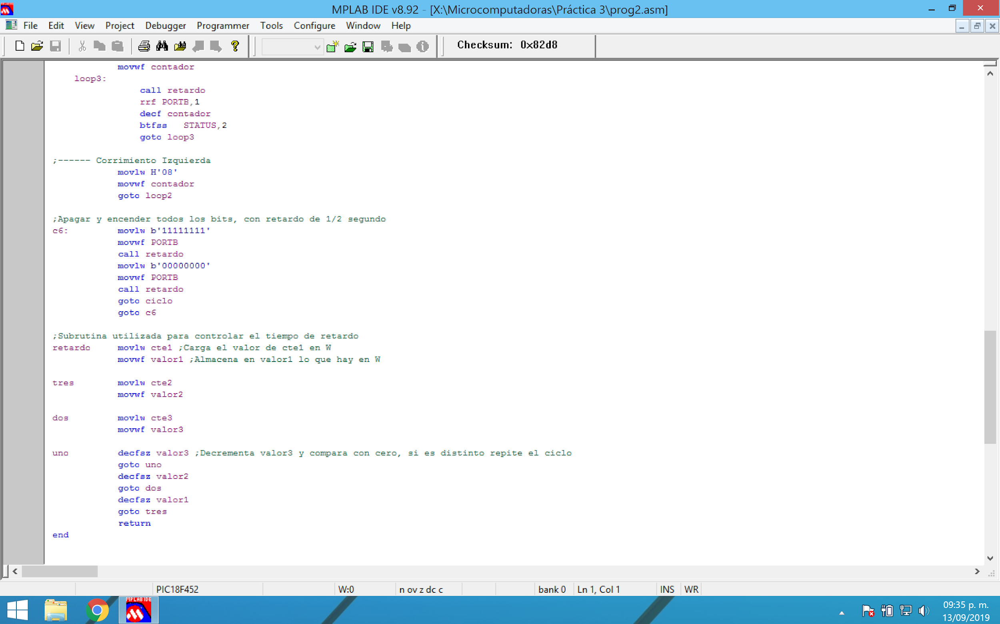 MPLAB IDE v8.92 - [X:\Microcomputadoras\Práctica 3\prog2.asm]
File Edit View Project Debugger Programmer Tools Configure Window Help
Checksum: 0x82d8
movwf contador
loop3:
call retardo
rrf PORTB,1
decf contador
btfss STATUS,2
goto loop3
;------ Corrimiento Izquierda
movlw H'08'
movwf contador
goto loop2
;Apagar y encender todos los bits, con retardo de 1/2 segundo
c6: movlw b'11111111'
movwf PORTB
call retardo
movlw b'00000000'
movwf PORTB
call retardo
goto ciclo
goto c6
;Subrutina utilizada para controlar el tiempo de retardo
retardo movlw cte1 ;Carga el valor de cte1 en W
movwf valor1 ;Almacena en valor1 lo que hay en W
tres movlw cte2
movwf valor2
dos movlw cte3
movwf valor3
uno decfsz valor3 ;Decrementa valor3 y compara con cero, si es distinto repite el ciclo
goto uno
decfsz valor2
goto dos
decfsz valor1
goto tres
return
end
PIC18F452 W:0 n ov z dc c bank 0 Ln 1, Col 1 INS WR
MPLAB IDE
09:35 p. m.
13/09/2019